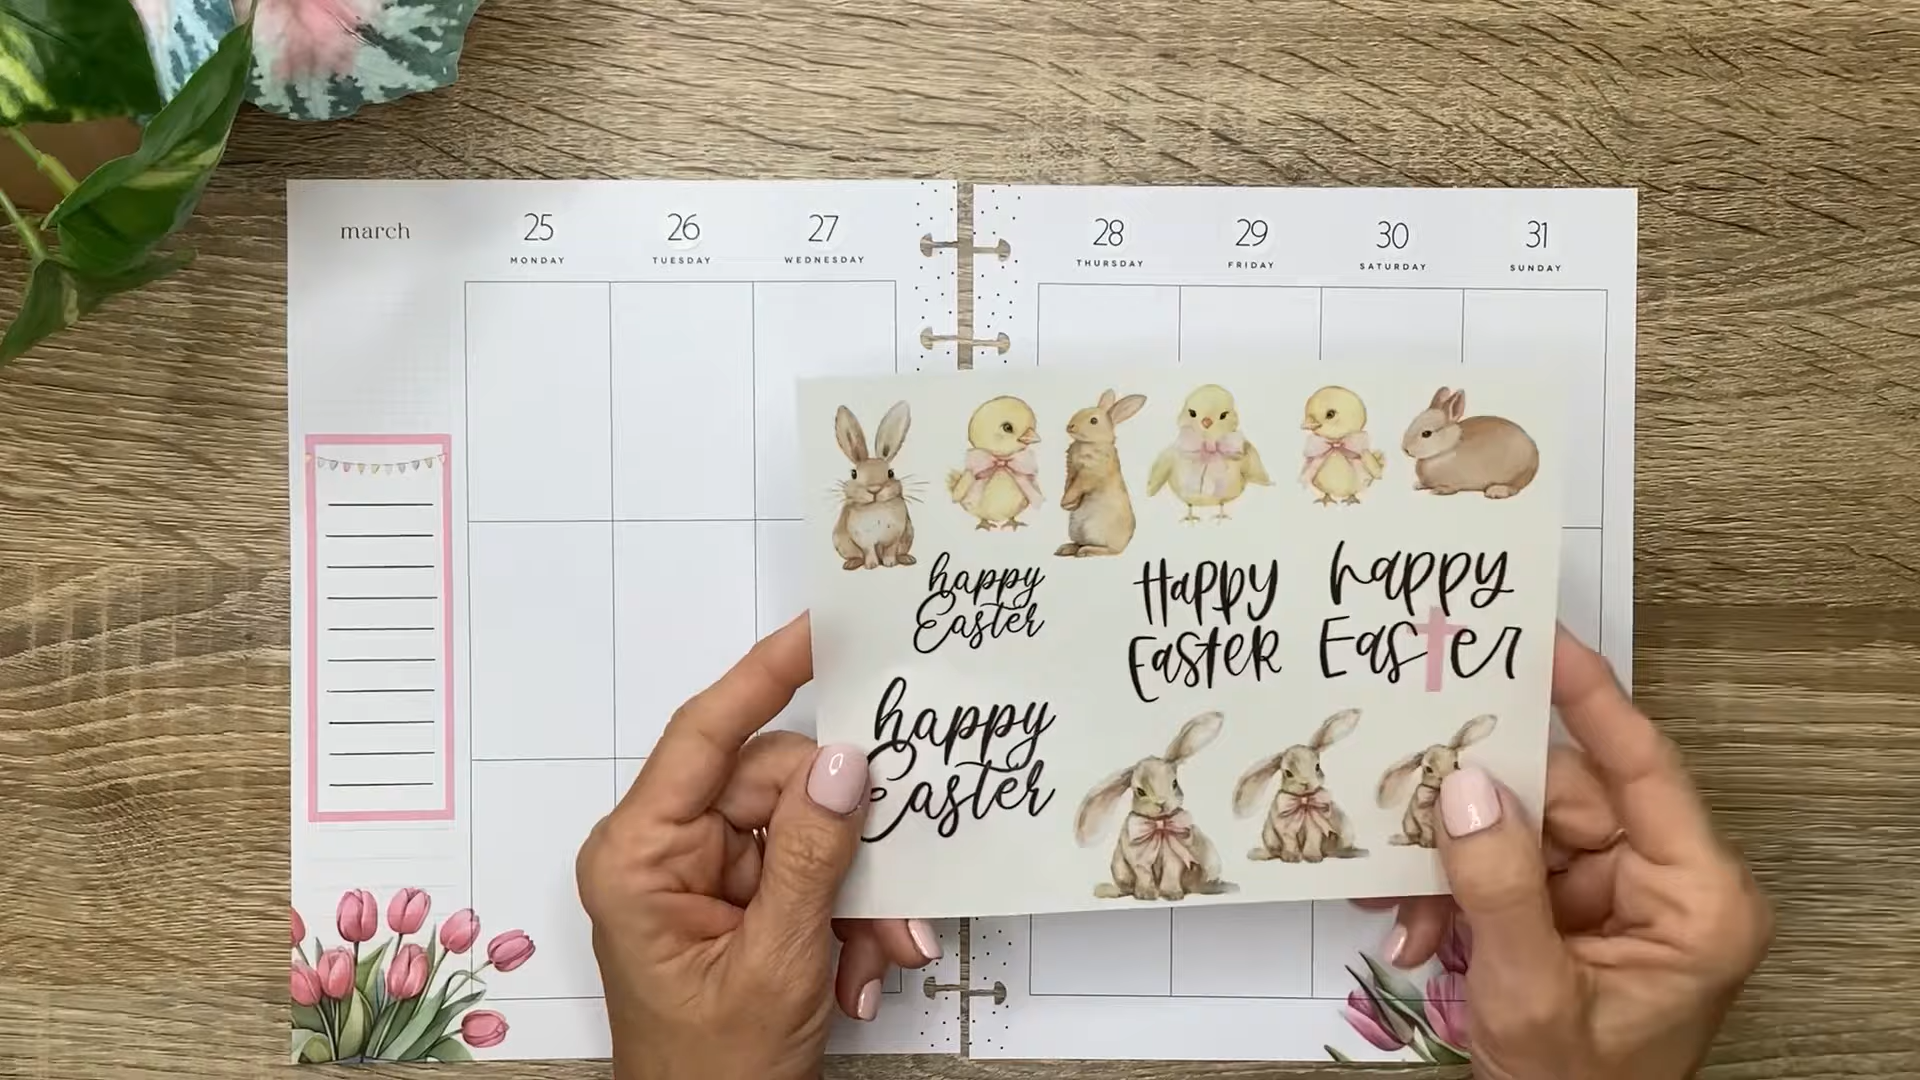 march
25
MONDAY
26
TUESDAY
27
WEDNESDAY
28
THURSDAY
29
FRIDAY
30
SATURDAY
31
SUNDAY
happy
Easter
Happy
Easter
happy
Easter
happy
Easter